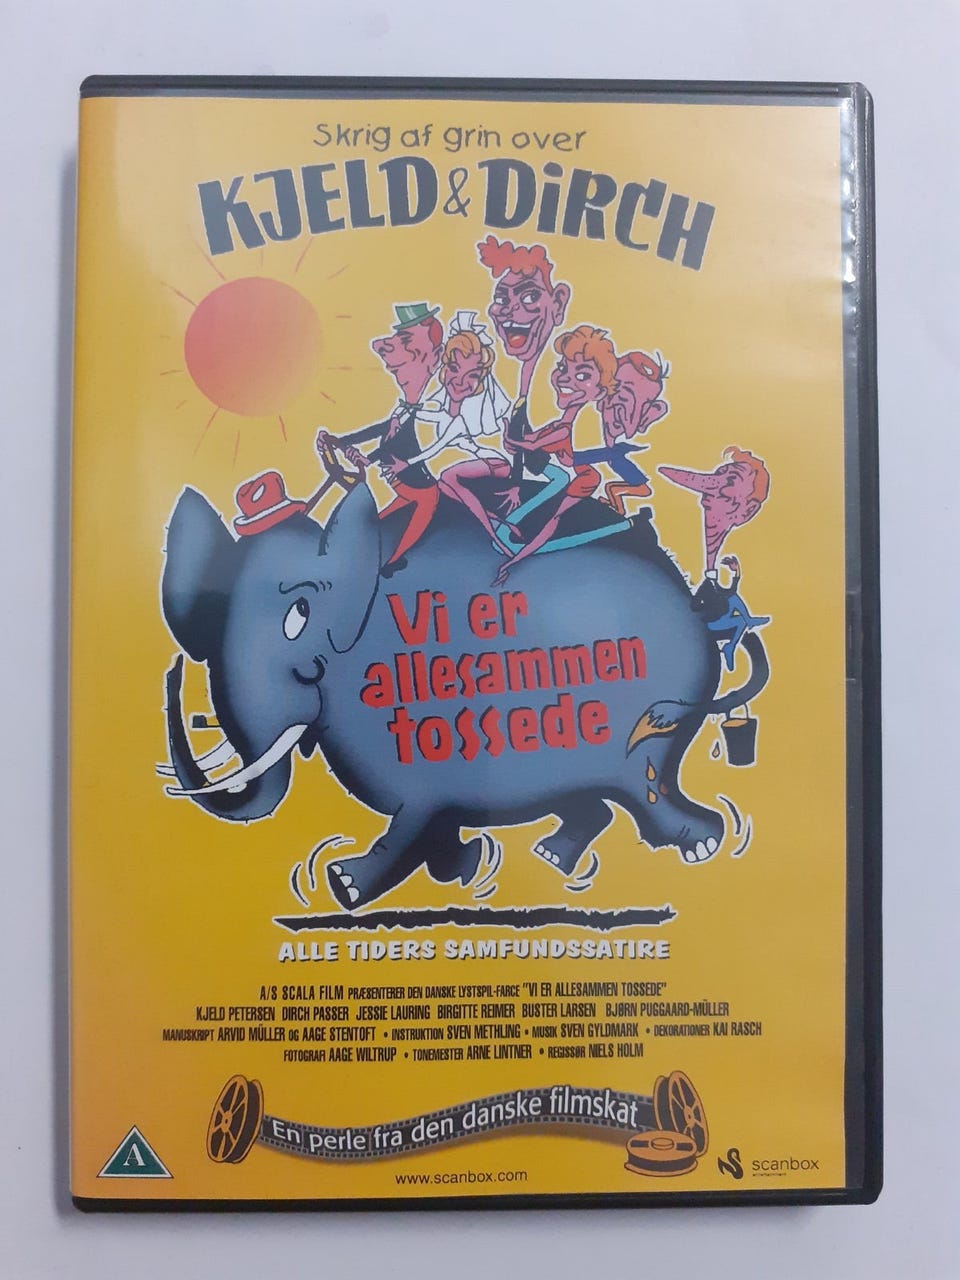 Skrig af grin over
KJELD & DiRCH
Vi er
allesammen
tossede
ALLE TIDERS SAMFUNDSSATIRE
A/S SCALA FILM PRÆSENTERER DEN DANSKE LYSTSPIL-FARCE "VI ER ALLESAMMEN TOSSEDE"
KJELD PETERSEN DIRCH PASSER JESSIE LAURING BIRGITTE REIMER BUSTER LARSEN BJØRN PUGGAARD-MÜLLER
MANUSKRIPT ARVID MÜLLER OG AAGE STENTOFT • INSTRUKTION SVEN METHLING • MUSIK SVEN GYLDMARK • DEKORATIONER KAI RASCH
FOTOGRAFI AAGE WILTRUP • TONEMESTER ARNE LINTNER • REGISSØR NIELS HOLM
En perle fra den danske filmskat
A
www.scanbox.com
scanbox
entertainment